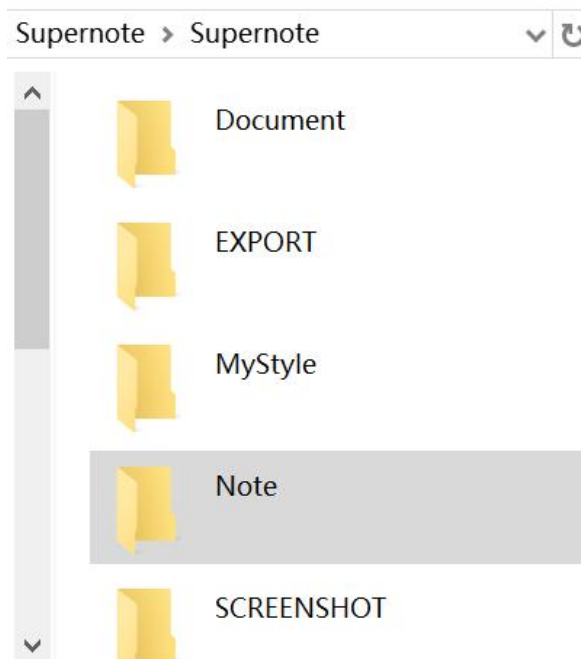 Supernote > Supernote
Document
EXPORT
MyStyle
Note
SCREENSHOT